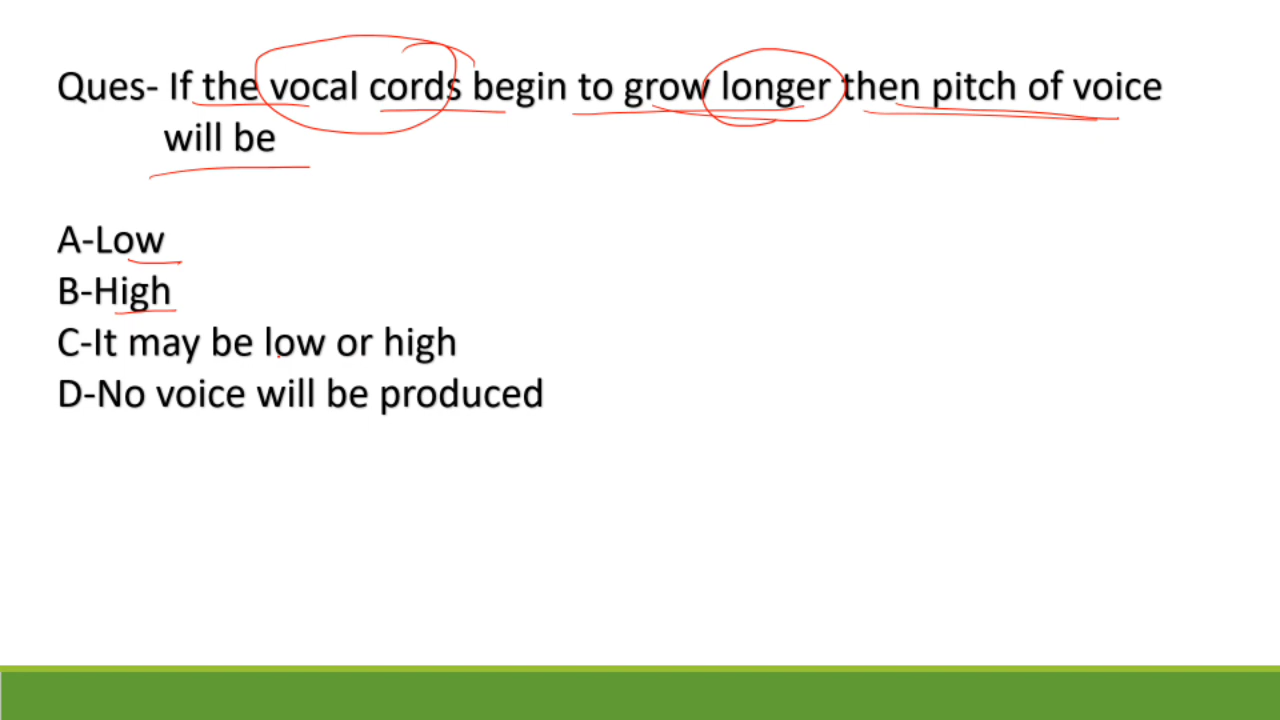 Ques- If the vocal cords begin to grow longer then pitch of voice
will be
A-Low
B-High
C-It may be low or high
D-No voice will be produced